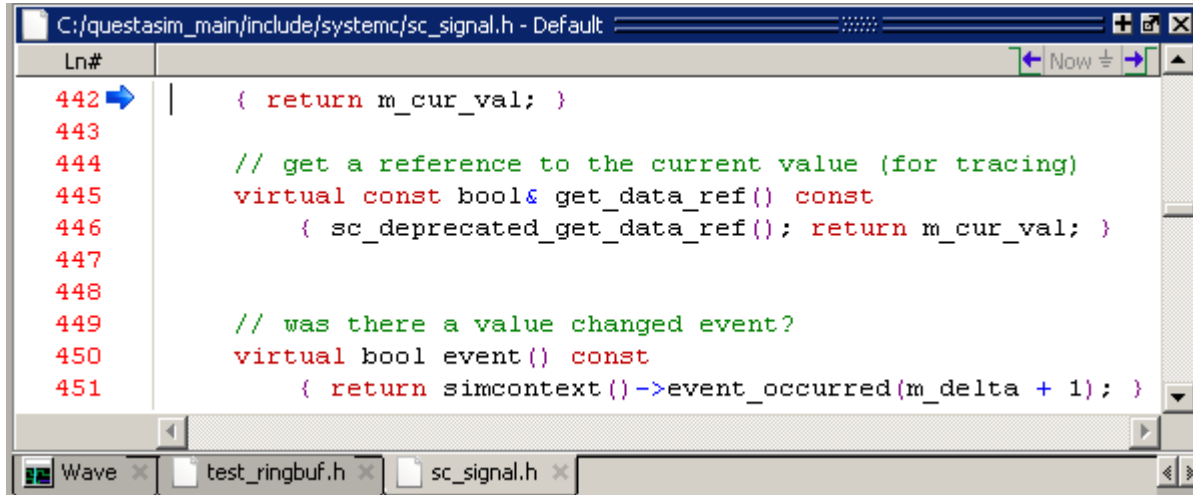 C:/questasim_main/include/systemc/sc_signal.h - Default
Ln#
Now
442 { return m_cur_val; }
443
444 // get a reference to the current value (for tracing)
445 virtual const bool& get_data_ref() const
446 { sc_deprecated_get_data_ref(); return m_cur_val; }
447
448
449 // was there a value changed event?
450 virtual bool event() const
451 { return simcontext()->event_occurred(m_delta + 1); }
Wave test_ringbuf.h sc_signal.h